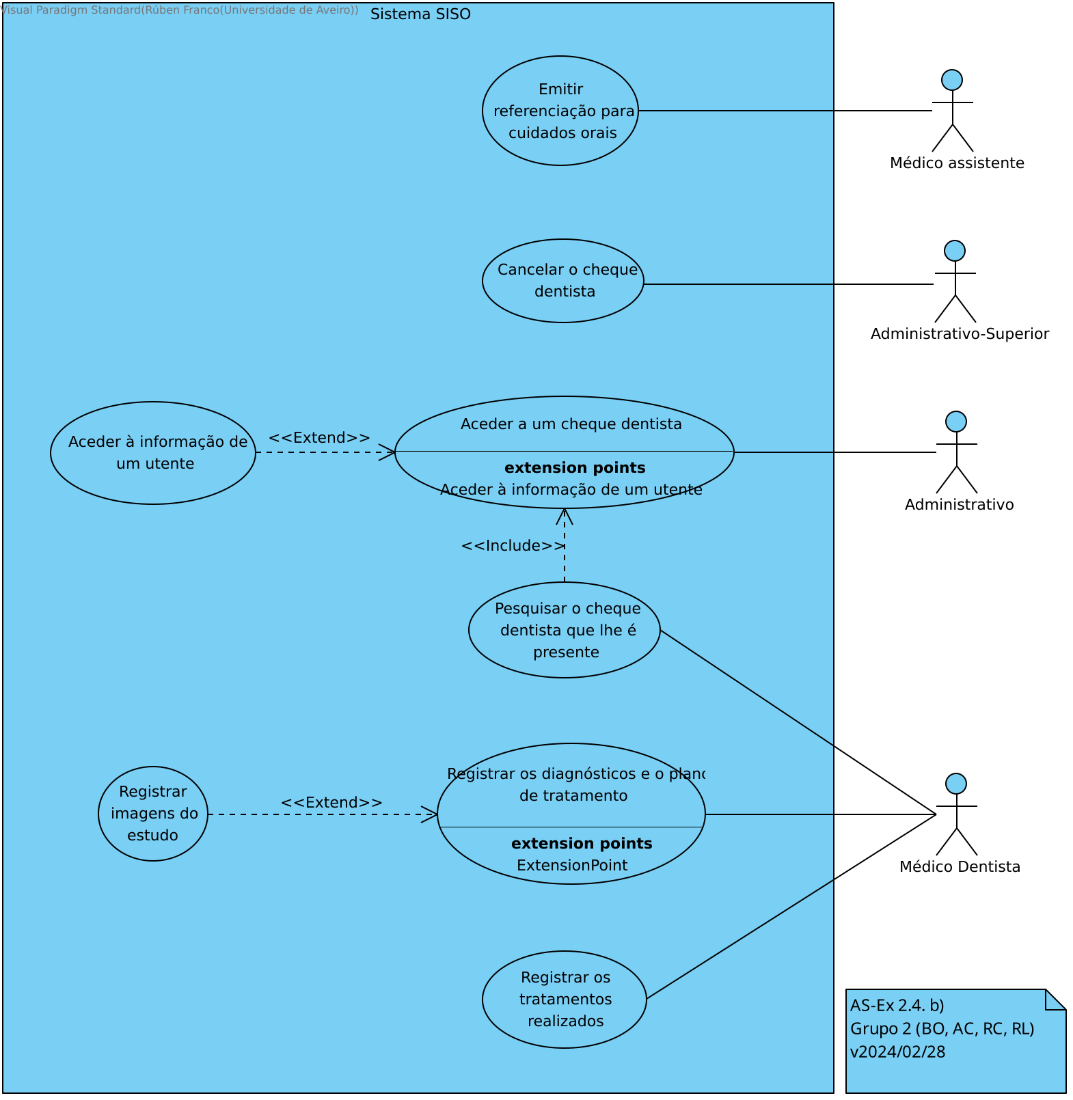 Visual Paradigm Standard(Rúben Franco(Universidade de Aveiro))
Sistema SISO
Emitir
referenciação para
cuidados orais
Médico assistente
Cancelar o cheque
dentista
Administrativo-Superior
Aceder à informação de
um utente
<<Extend>>
Aceder a um cheque dentista
extension points
Aceder à informação de um utente
Administrativo
<<Include>>
Pesquisar o cheque
dentista que lhe é
presente
Registrar os diagnósticos e o plano
de tratamento
extension points
ExtensionPoint
Registrar
imagens do
estudo
<<Extend>>
Médico Dentista
Registrar os
tratamentos
realizados
AS-Ex 2.4. b)
Grupo 2 (BO, AC, RC, RL)
v2024/02/28